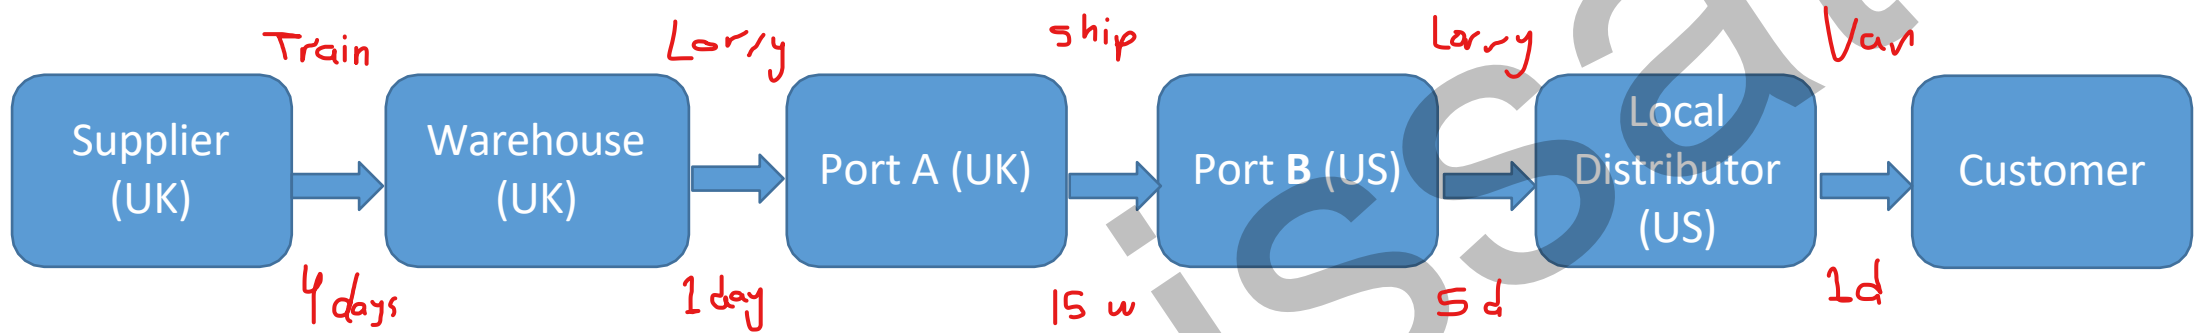 Train Lorry ship Lorry Van
Supplier
(UK)
Warehouse
(UK)
Port A (UK)
Port B (US)
Local
Distributor
(US)
Customer
4 days 1 day 15 w 5 d 1d